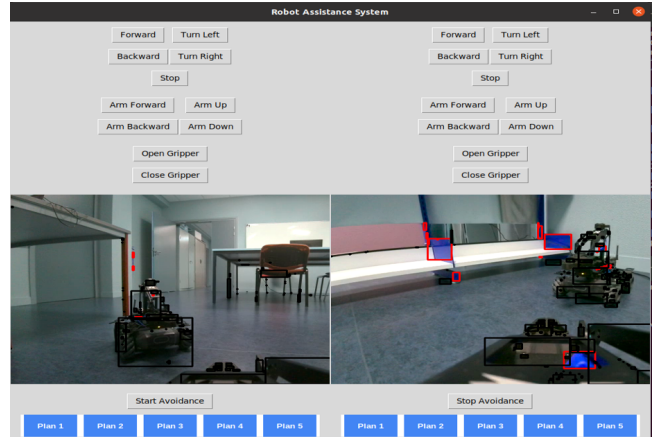 Robot Assistance System
Forward Turn Left Forward Turn Left
Backward Turn Right Backward Turn Right
Stop Stop
Arm Forward Arm Up Arm Forward Arm Up
Arm Backward Arm Down Arm Backward Arm Down
Open Gripper Open Gripper
Close Gripper Close Gripper
Start Avoidance Stop Avoidance
Plan 1 Plan 2 Plan 3 Plan 4 Plan 5 Plan 1 Plan 2 Plan 3 Plan 4 Plan 5